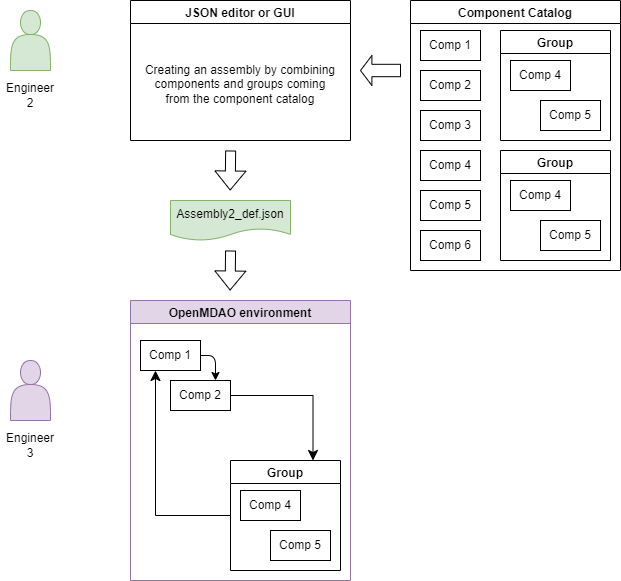 JSON editor or GUI
Creating an assembly by combining
components and groups coming
from the component catalog
Engineer
2
Component Catalog
Comp 1
Comp 2
Comp 3
Comp 4
Comp 5
Comp 6
Group
Comp 4
Comp 5
Group
Comp 4
Comp 5
Assembly2_def.json
OpenMDAO environment
Comp 1
Comp 2
Group
Comp 4
Comp 5
Engineer
3